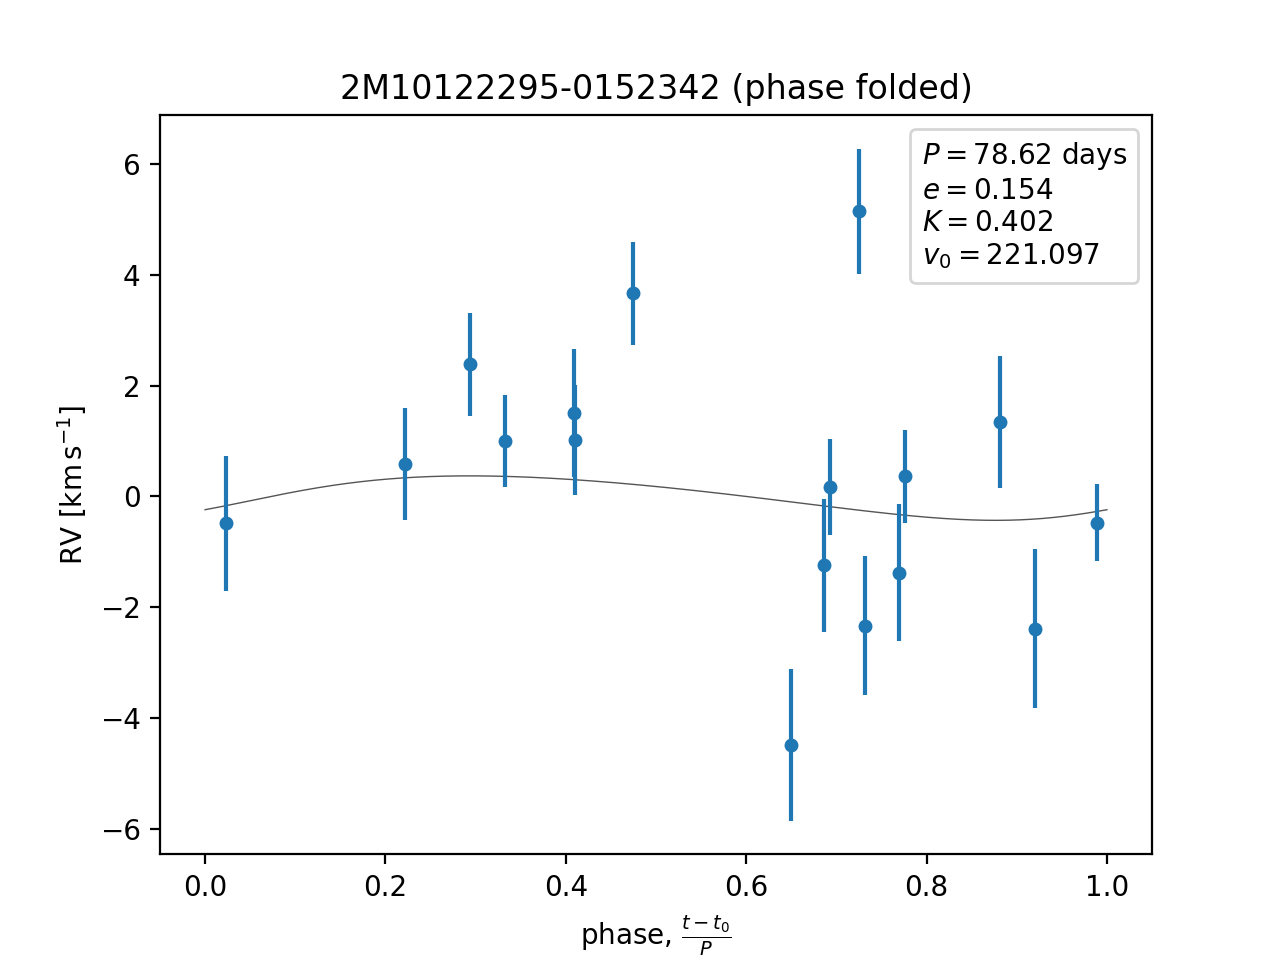 2M10122295-0152342 (phase folded)
P = 78.62 days
e = 0.154
K = 0.402
v₀ = 221.097
6
4
2
0
−2
−4
−6
RV [km s⁻¹]
0.0 0.2 0.4 0.6 0.8 1.0
phase, (t − t₀)/P